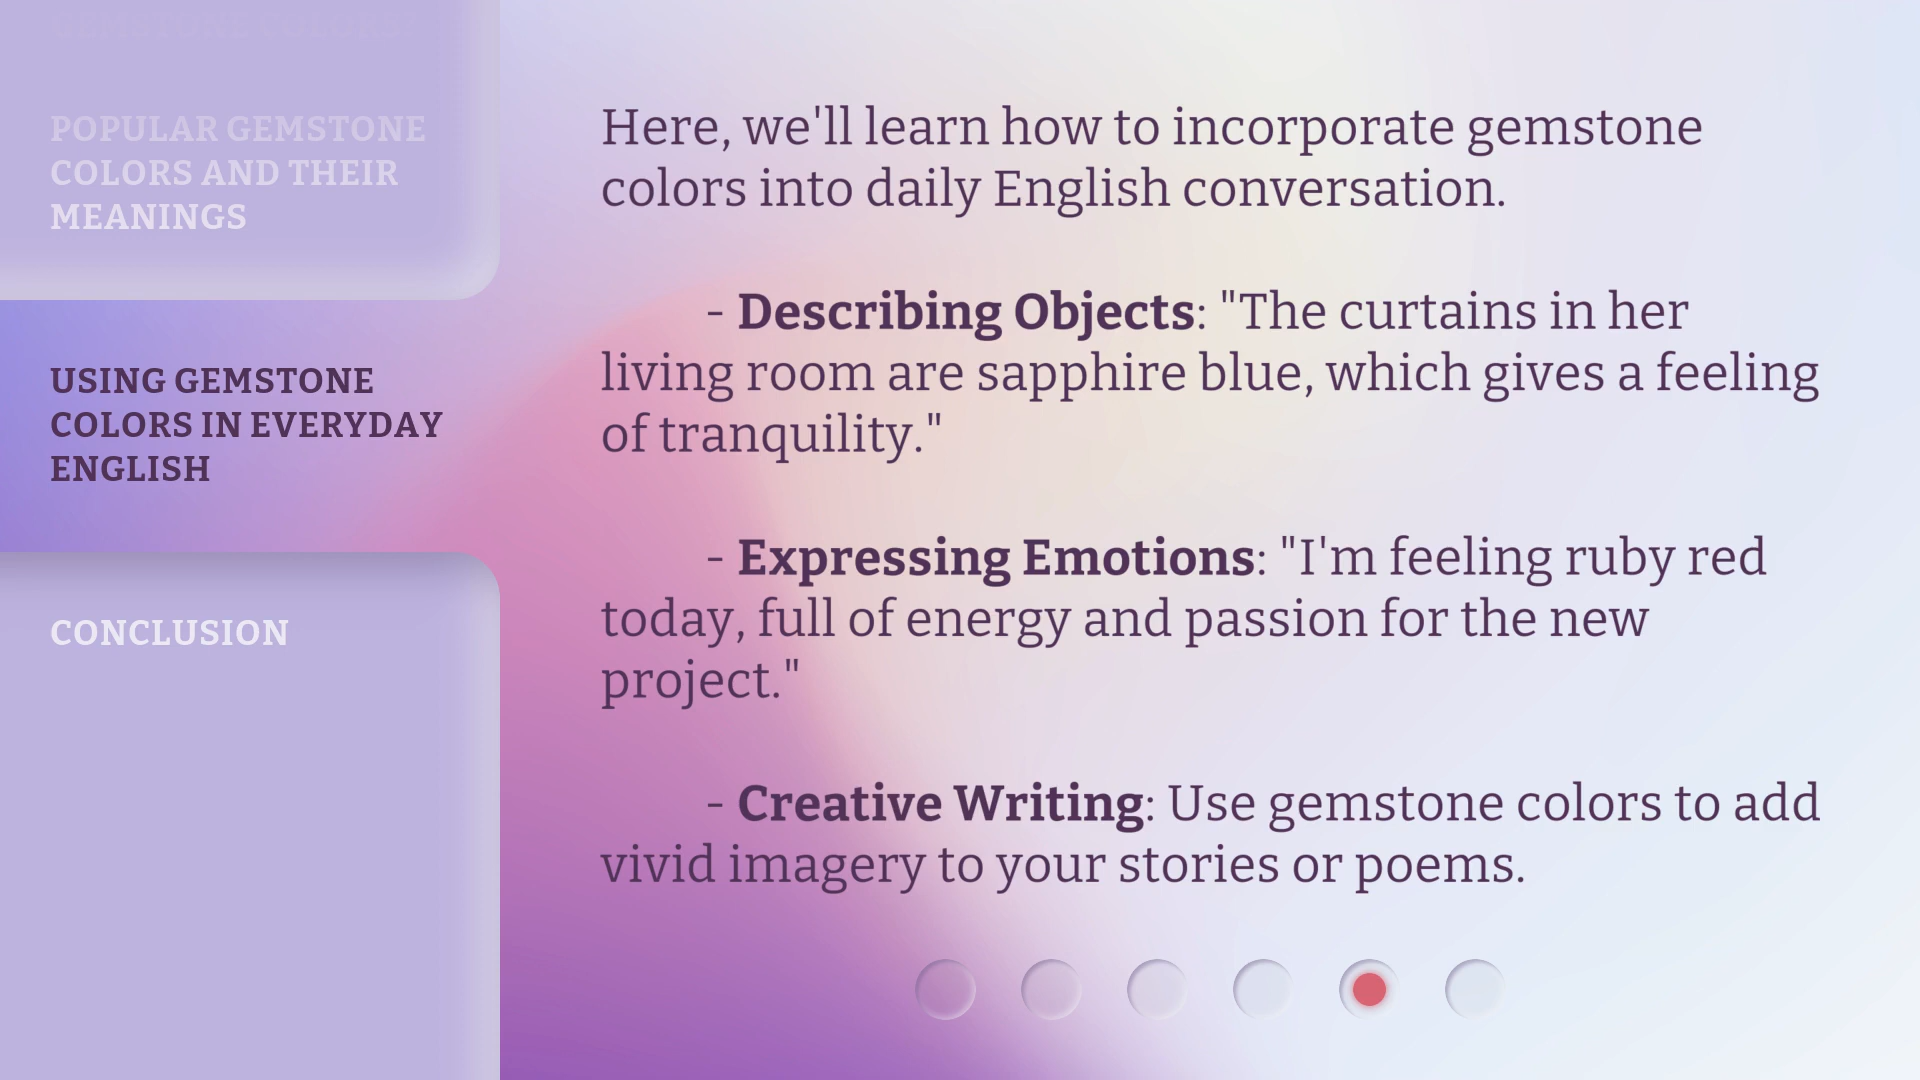 GEMSTONE COLORS
POPULAR GEMSTONE
COLORS AND THEIR
MEANINGS
USING GEMSTONE
COLORS IN EVERYDAY
ENGLISH
CONCLUSION
Here, we'll learn how to incorporate gemstone
colors into daily English conversation.
- Describing Objects: "The curtains in her
living room are sapphire blue, which gives a feeling
of tranquility."
- Expressing Emotions: "I'm feeling ruby red
today, full of energy and passion for the new
project."
- Creative Writing: Use gemstone colors to add
vivid imagery to your stories or poems.